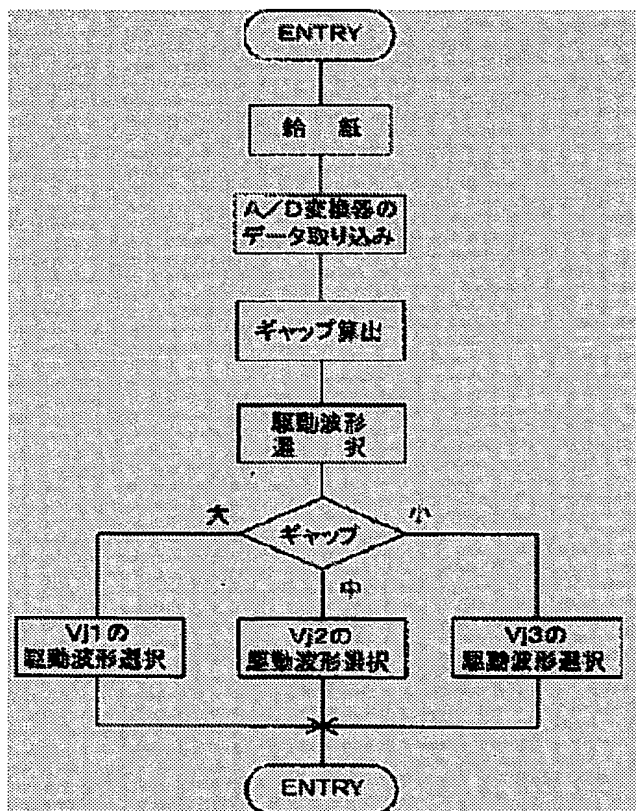 ENTRY
給 紙
A/D変換器の
データ取り込み
ギャップ算出
駆動波形
選 択
大
ギャップ
小
中
Vj1の
駆動波形選択
Vj2の
駆動波形選択
Vj3の
駆動波形選択
ENTRY